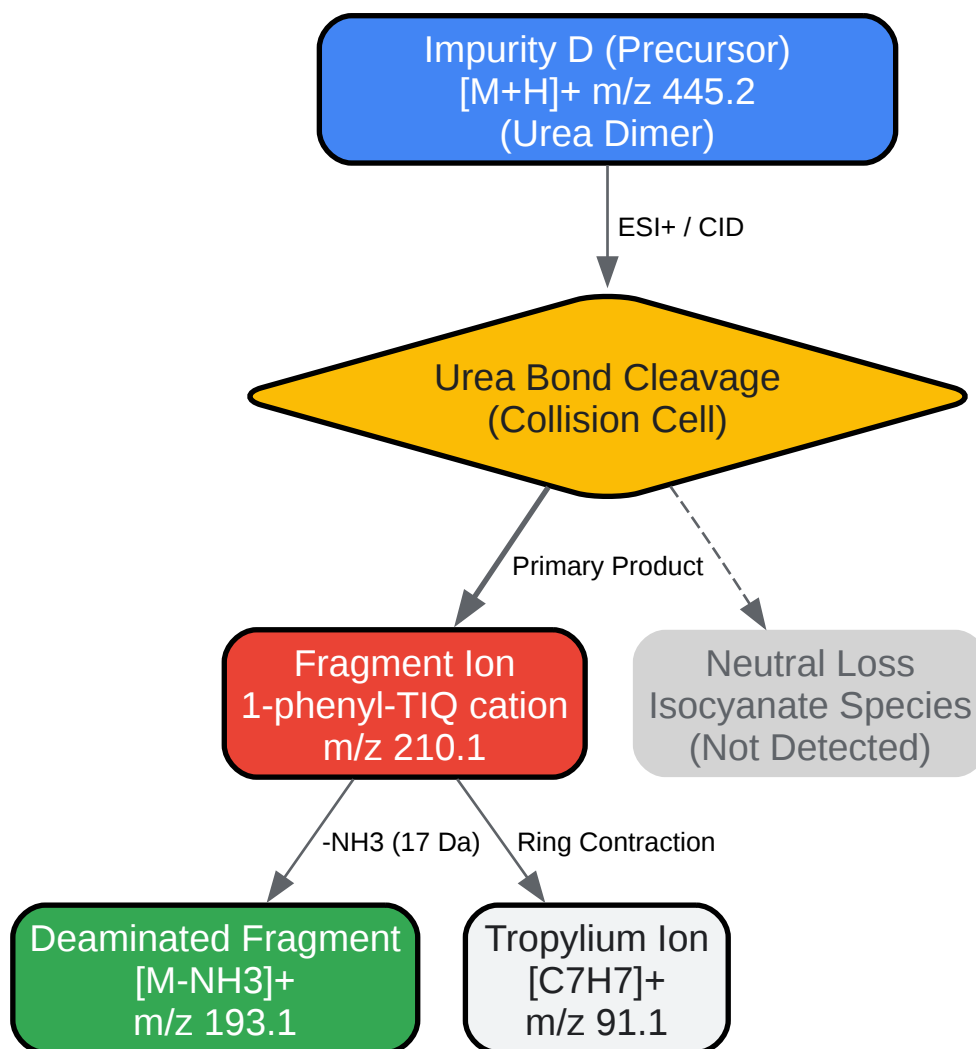 Impurity D (Precursor)
[M+H]+ m/z 445.2
(Urea Dimer)
ESI+ / CID
Urea Bond Cleavage
(Collision Cell)
Primary Product
Fragment Ion
1-phenyl-TIQ cation
m/z 210.1
Neutral Loss
Isocyanate Species
(Not Detected)
-NH3 (17 Da)
Ring Contraction
Deaminated Fragment
[M-NH3]+
m/z 193.1
Tropylium Ion
[C7H7]+
m/z 91.1